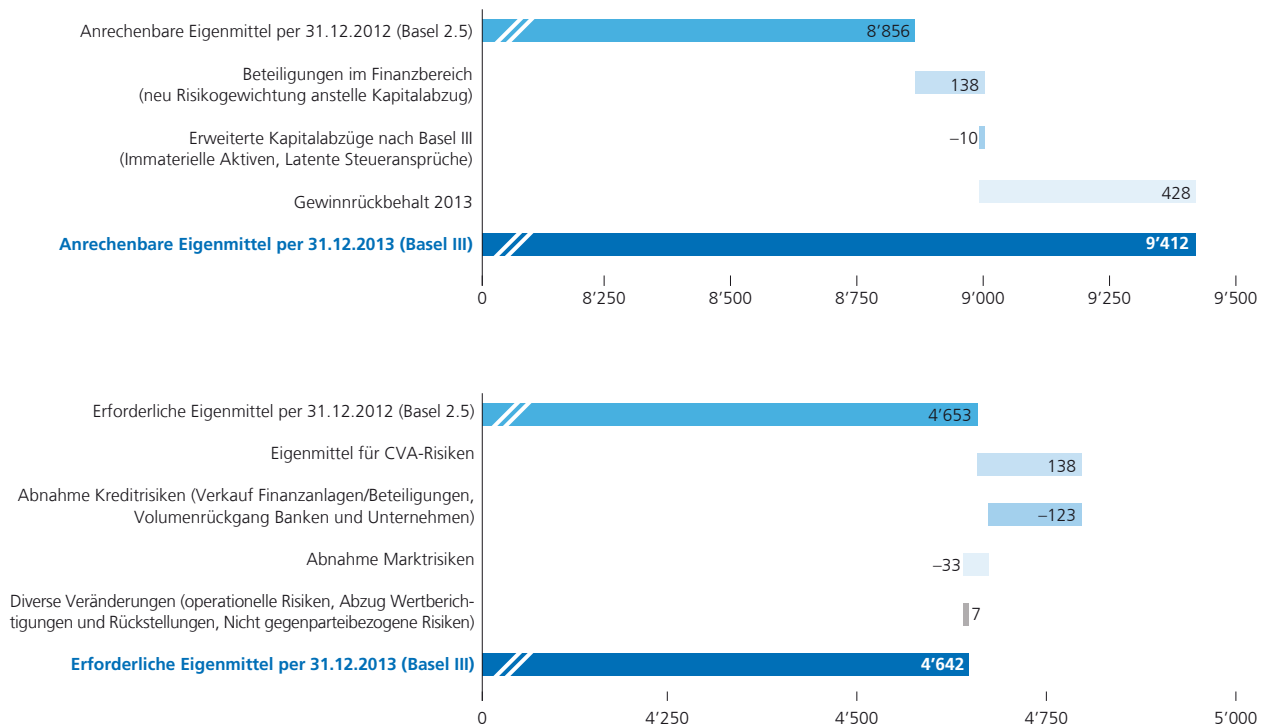 Anrechenbare Eigenmittel per 31.12.2012 (Basel 2.5)
8’856
Beteiligungen im Finanzbereich
(neu Risikogewichtung anstelle Kapitalabzug)
138
Erweiterte Kapitalabzüge nach Basel III
(Immaterielle Aktiven, Latente Steueransprüche)
–10
Gewinnrückbehalt 2013
428
Anrechenbare Eigenmittel per 31.12.2013 (Basel III)
9’412
0 8’250 8’500 8’750 9’000 9’250 9’500
Erforderliche Eigenmittel per 31.12.2012 (Basel 2.5)
4’653
Eigenmittel für CVA-Risiken
138
Abnahme Kreditrisiken (Verkauf Finanzanlagen/Beteiligungen,
Volumenrückgang Banken und Unternehmen)
–123
Abnahme Marktrisiken
–33
Diverse Veränderungen (operationelle Risiken, Abzug Wertberich-
tigungen und Rückstellungen, Nicht gegenparteibezogene Risiken)
7
Erforderliche Eigenmittel per 31.12.2013 (Basel III)
4’642
0 4’250 4’500 4’750 5’000